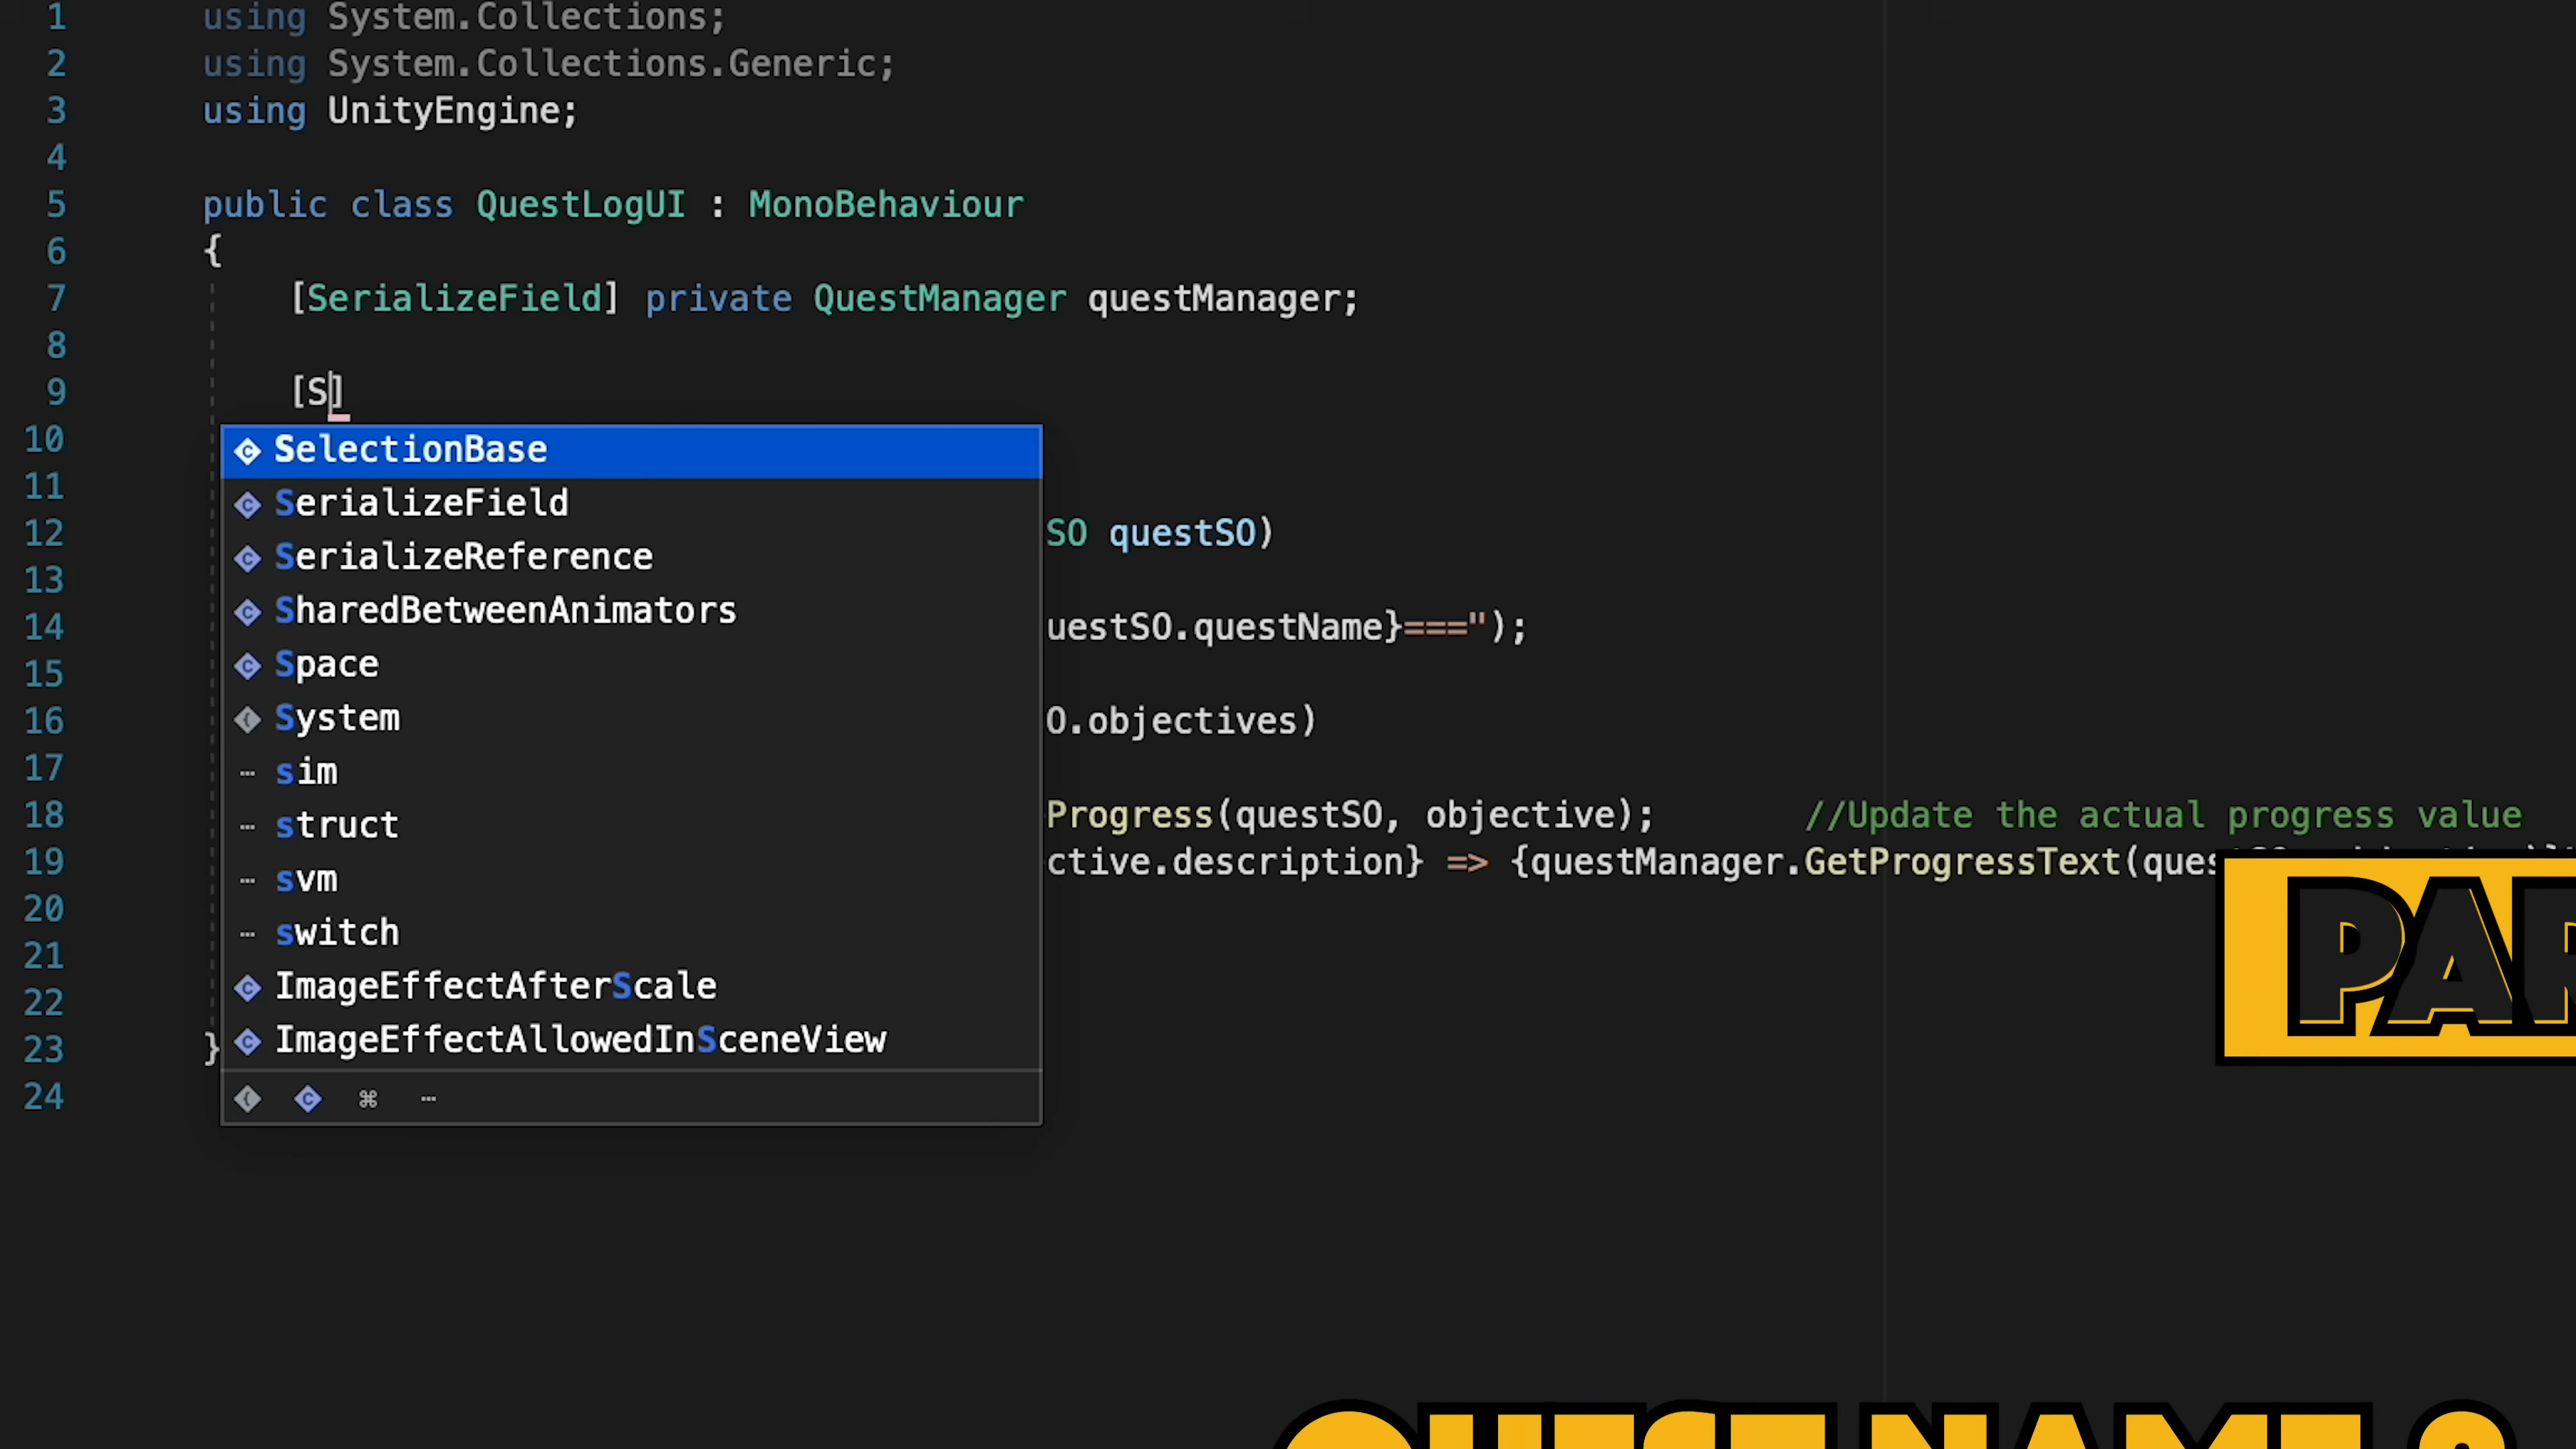 1 using System.Collections;
2 using System.Collections.Generic;
3 using UnityEngine;
4
5 public class QuestLogUI : MonoBehaviour
6 {
7 [SerializeField] private QuestManager questManager;
8
9 [S]
10 SelectionBase
11 SerializeField
12 SO questSO)
13 SerializeReference
SharedBetweenAnimators
14 uestSO.questName}===");
15 Space
16 System O.objectives)
17 sim
18 struct Progress(questSO, objective); //Update the actual progress value
19 svm ctive.description} => {questManager.GetProgressText(ques
20 switch
21 ImageEffectAfterScale
22
23 } ImageEffectAllowedInSceneView
24 ⌘ ...
PAR
QUEST NAME